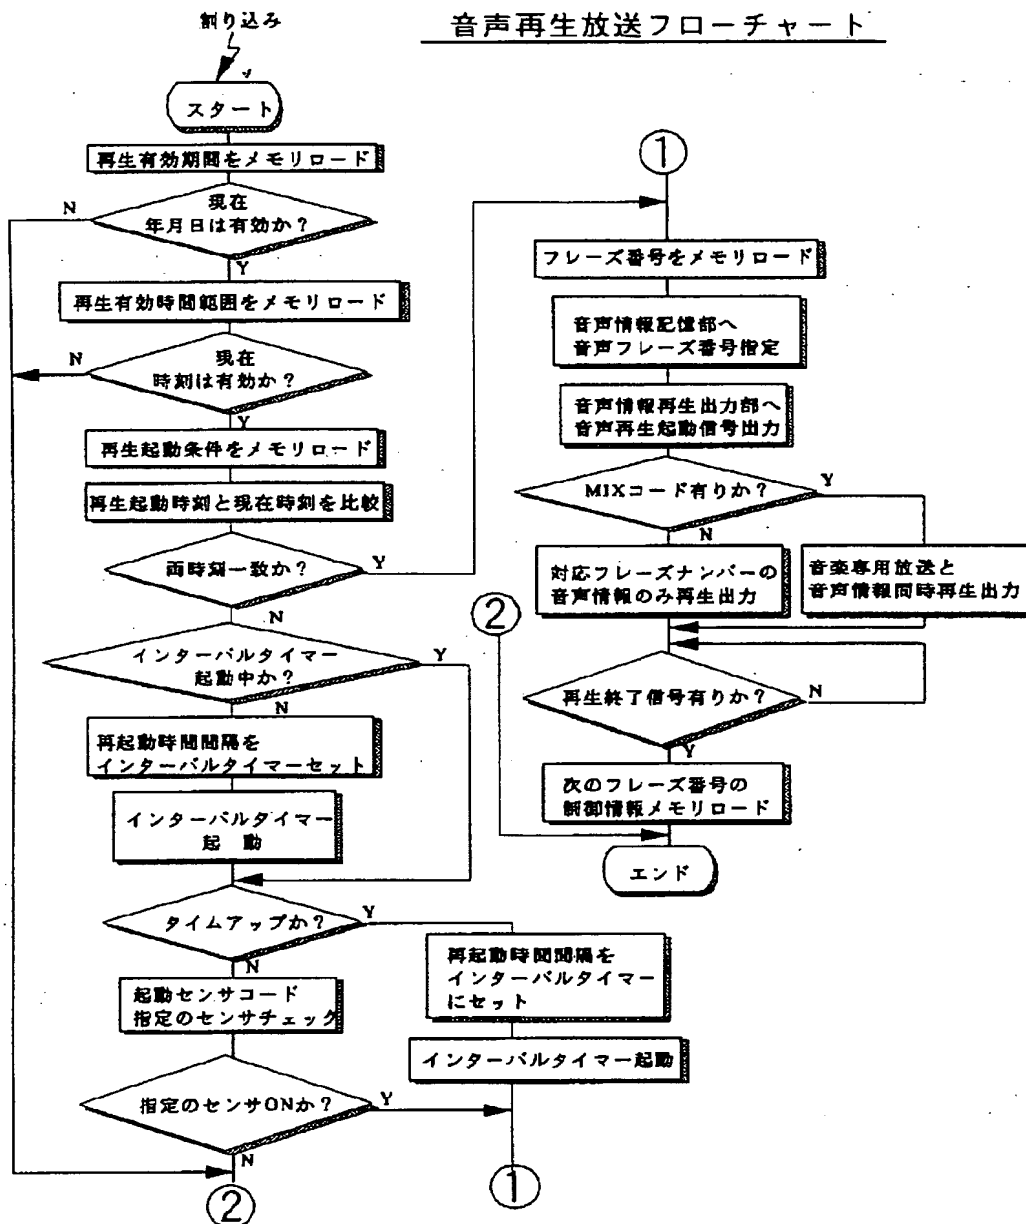 音声再生放送フローチャート
割り込み
スタート
再生有効期間をメモリロード
現在
年月日は有効か？
N
Y
再生有効時間範囲をメモリロード
現在
時刻は有効か？
N
Y
再生起動条件をメモリロード
再生起動時刻と現在時刻を比較
両時刻一致か？
Y
N
インターバルタイマー
起動中か？
Y
N
再起動時間間隔を
インターバルタイマーセット
インターバルタイマー
起 動
タイムアップか？
Y
N
起動センサコード
指定のセンサチェック
指定のセンサONか？
Y
N
②
再起動時間間隔を
インターバルタイマー
にセット
インターバルタイマー起動
①
①
フレーズ番号をメモリロード
音声情報記憶部へ
音声フレーズ番号指定
音声情報再生出力部へ
音声再生起動信号出力
MIXコード有りか？
Y
N
対応フレーズナンバーの
音声情報のみ再生出力
音楽専用放送と
音声情報同時再生出力
②
再生終了信号有りか？
N
Y
次のフレーズ番号の
制御情報メモリロード
エンド